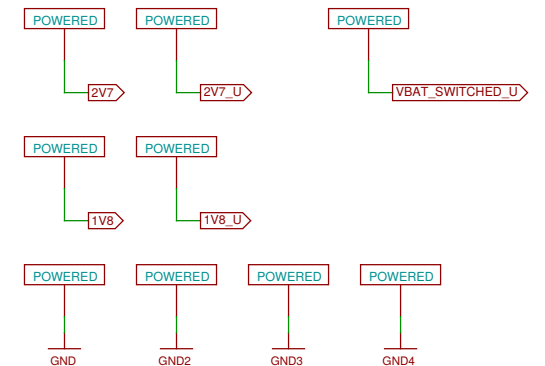 POWERED POWERED POWERED
2V7 2V7_U VBAT_SWITCHED_U
POWERED POWERED
1V8 1V8_U
POWERED POWERED POWERED POWERED
GND GND2 GND3 GND4